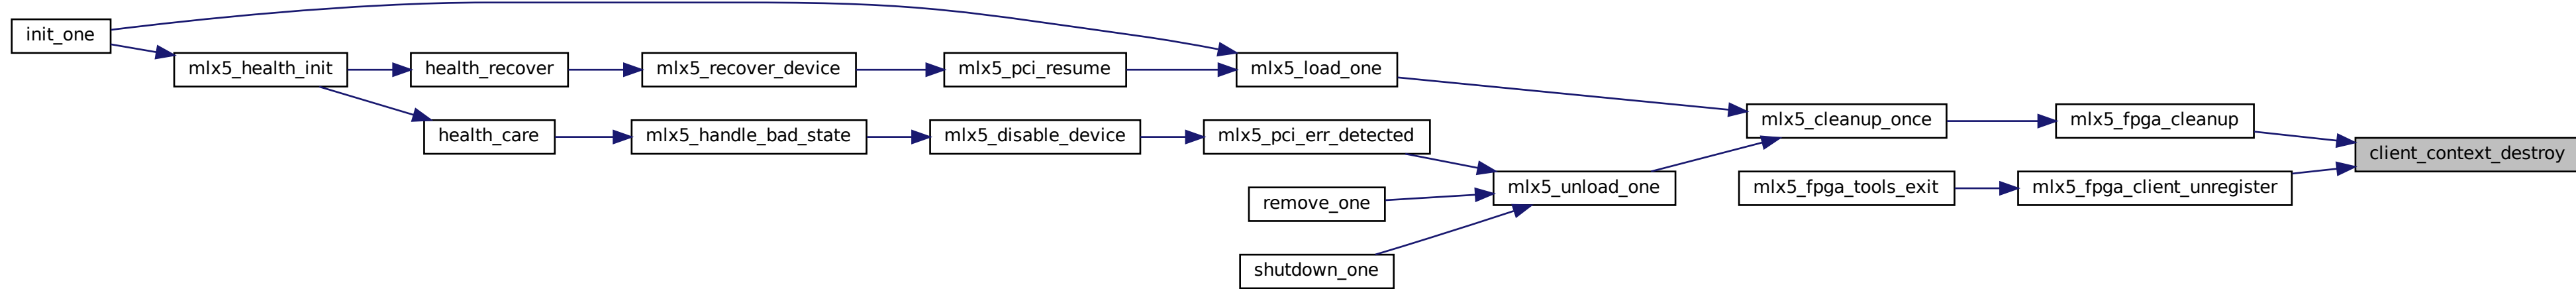 init_one
mlx5_health_init
health_recover
mlx5_recover_device
mlx5_pci_resume
mlx5_load_one
health_care
mlx5_handle_bad_state
mlx5_disable_device
mlx5_pci_err_detected
mlx5_cleanup_once
mlx5_fpga_cleanup
client_context_destroy
remove_one
mlx5_unload_one
mlx5_fpga_tools_exit
mlx5_fpga_client_unregister
shutdown_one